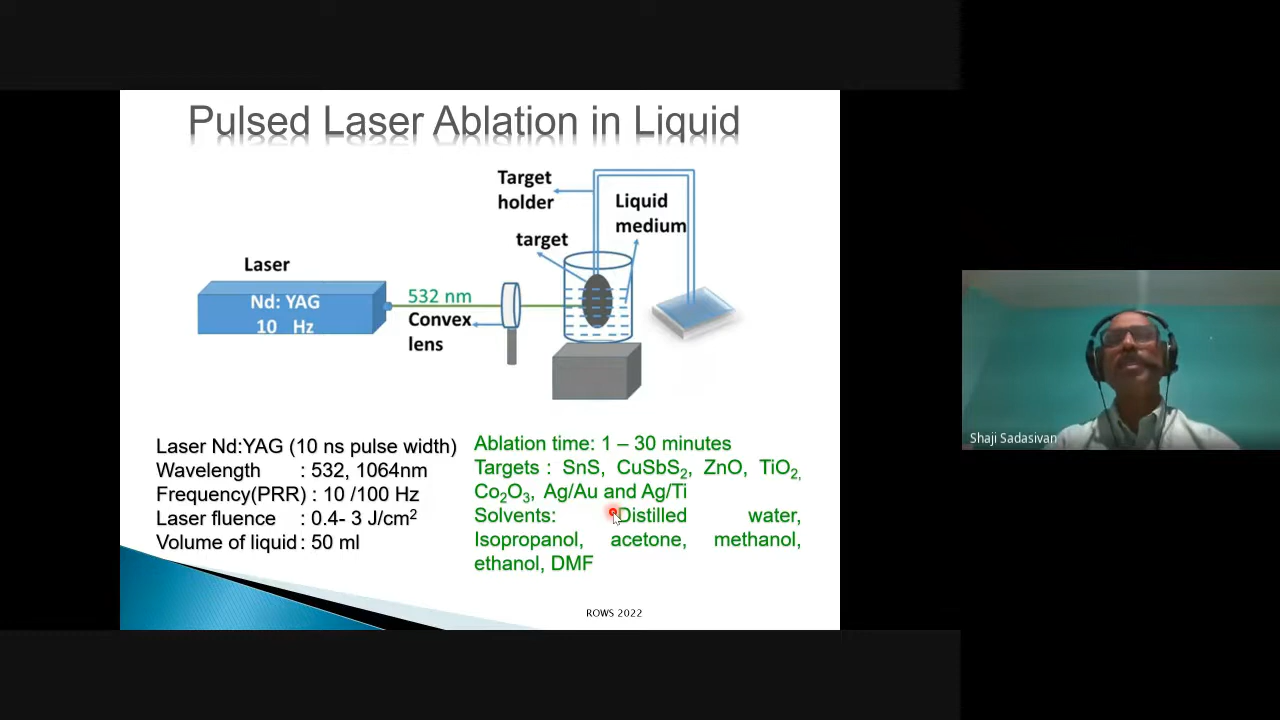 Pulsed Laser Ablation in Liquid
Target
holder
Liquid
medium
target
Laser
Nd: YAG
10 Hz
532 nm
Convex
lens
Laser Nd:YAG (10 ns pulse width)
Wavelength : 532, 1064nm
Frequency(PRR) : 10 /100 Hz
Laser fluence : 0.4- 3 J/cm²
Volume of liquid : 50 ml
Ablation time: 1 – 30 minutes
Targets : SnS, CuSbS₂, ZnO, TiO₂,
Co₂O₃, Ag/Au and Ag/Ti
Solvents: Distilled water,
Isopropanol, acetone, methanol,
ethanol, DMF
ROWS 2022
Shaji Sadasivan